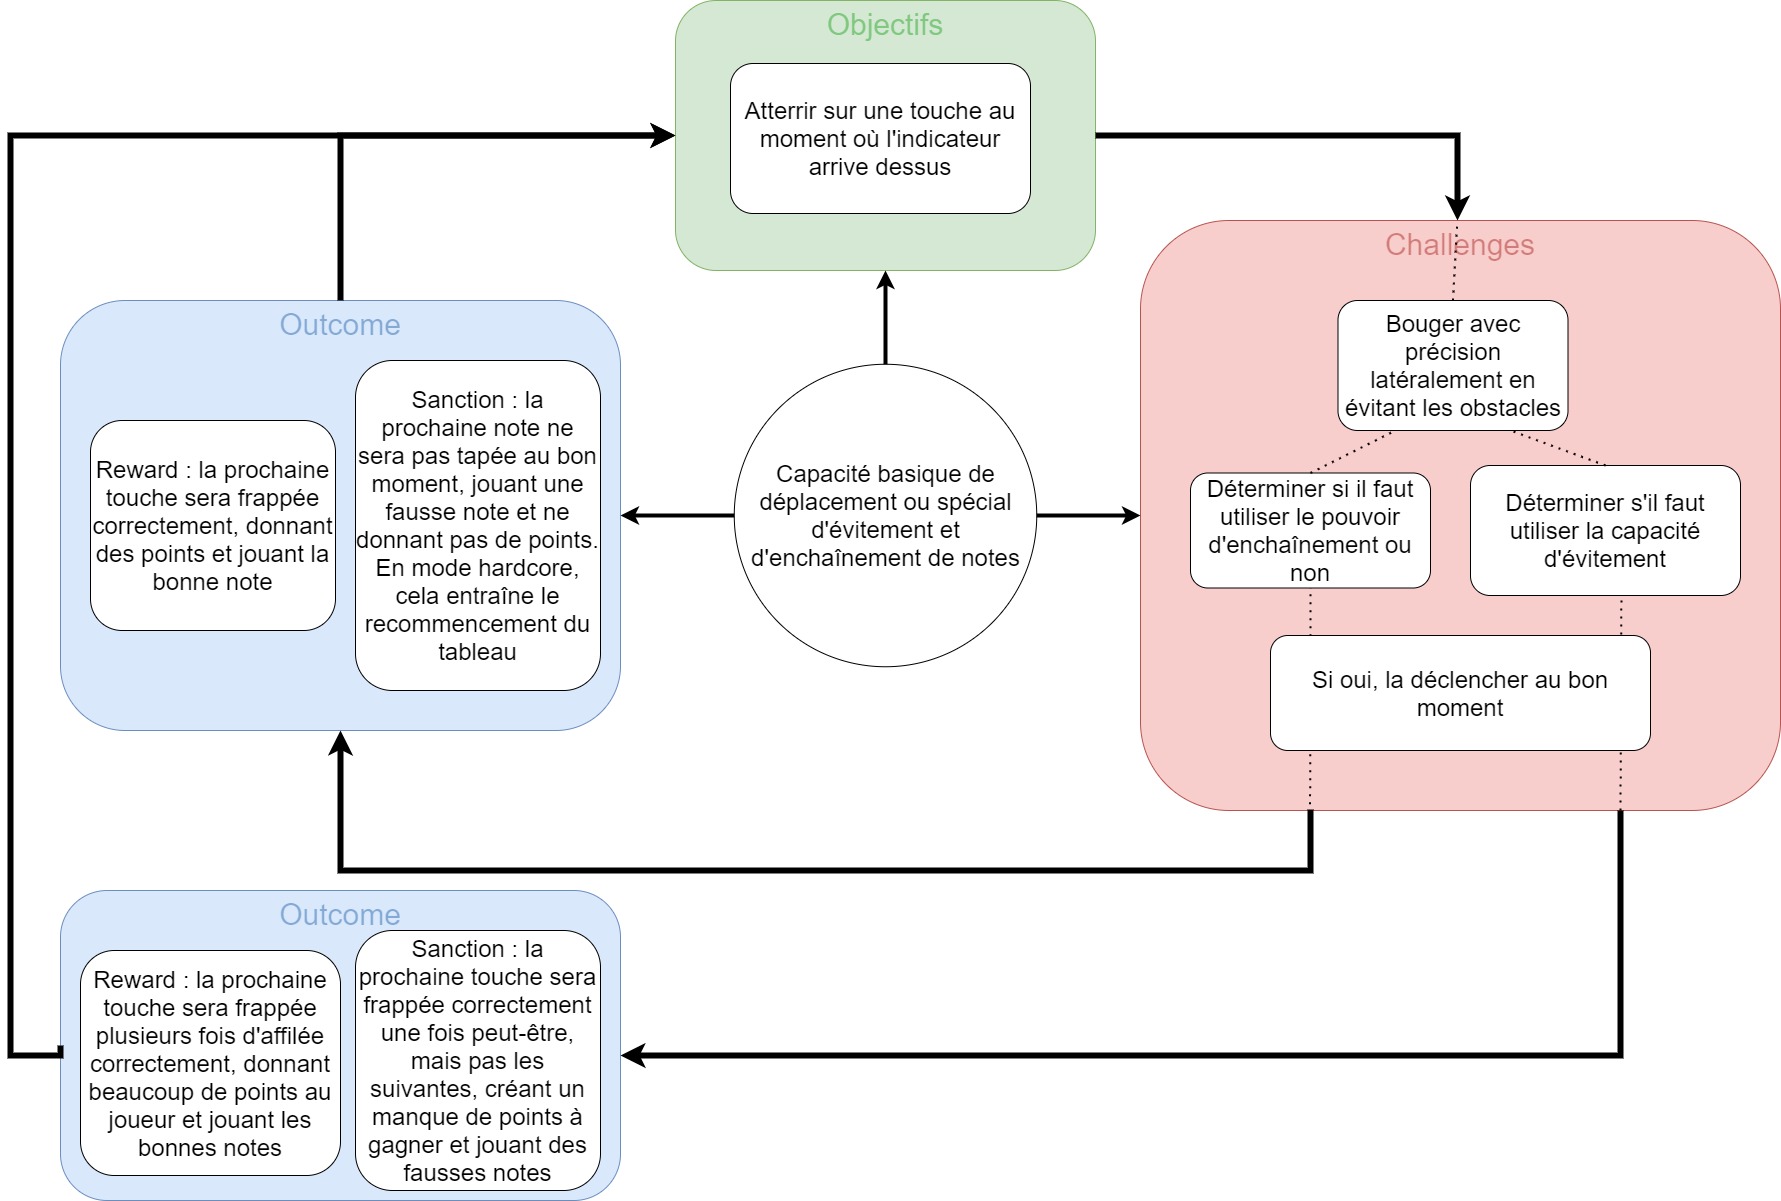 Objectifs
Atterrir sur une touche au
moment où l'indicateur
arrive dessus
Challenges
Bouger avec
précision
latéralement en
évitant les obstacles
Déterminer si il faut
utiliser le pouvoir
d'enchaînement ou
non
Déterminer s'il faut
utiliser la capacité
d'évitement
Si oui, la déclencher au bon
moment
Capacité basique de
déplacement ou spécial
d'évitement et
d'enchaînement de notes
Outcome
Reward : la prochaine
touche sera frappée
correctement, donnant
des points et jouant la
bonne note
Sanction : la
prochaine note ne
sera pas tapée au bon
moment, jouant une
fausse note et ne
donnant pas de points.
En mode hardcore,
cela entraîne le
recommencement du
tableau
Outcome
Reward : la prochaine
touche sera frappée
plusieurs fois d'affilée
correctement, donnant
beaucoup de points au
joueur et jouant les
bonnes notes
Sanction : la
prochaine touche sera
frappée correctement
une fois peut-être,
mais pas les
suivantes, créant un
manque de points à
gagner et jouant des
fausses notes